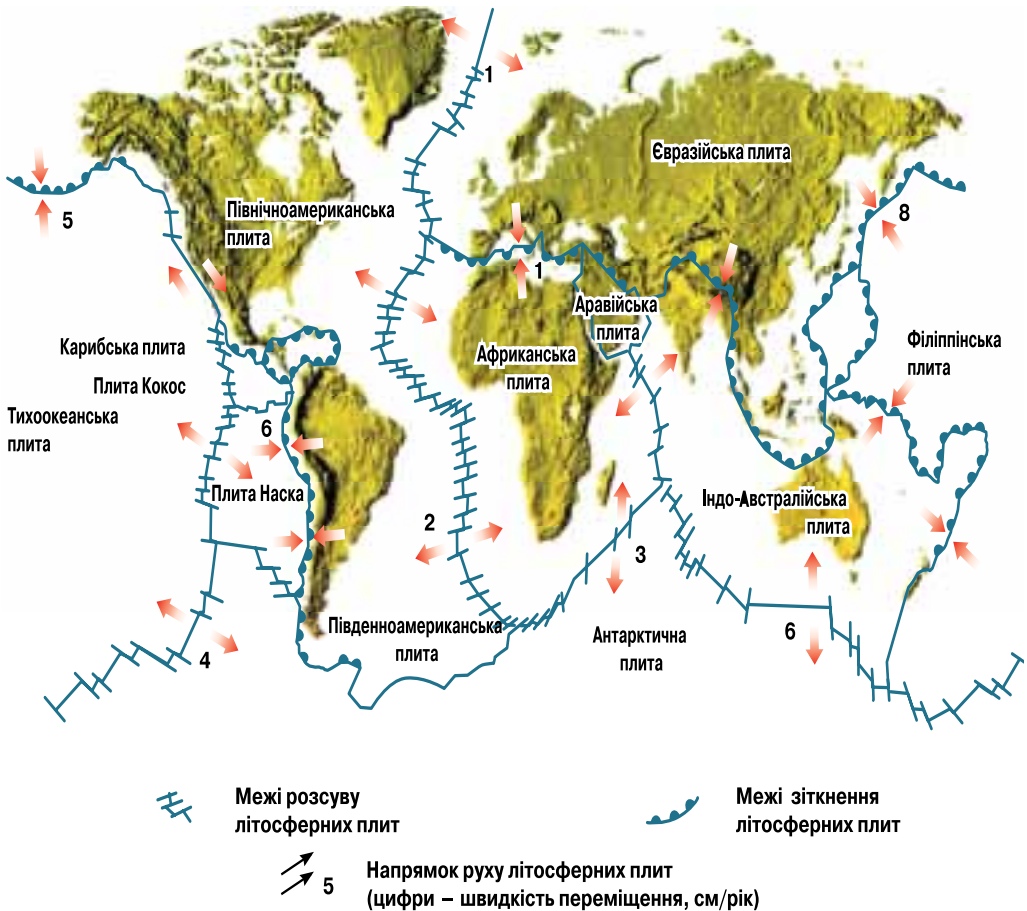 1
Євразійська плита
5
Північноамериканська
плита
8
1
Аравійська
плита
Карибська плита
Африканська
плита
Філіппінська
плита
Плита Кокос
Тихоокеанська
плита
6
Плита Наска
2
Індо-Австралійська
плита
3
Південноамериканська
плита
Антарктична
плита
6
4
Межі розсуву
літосферних плит
Межі зіткнення
літосферних плит
5
Напрямок руху літосферних плит
(цифри – швидкість переміщення, см/рік)